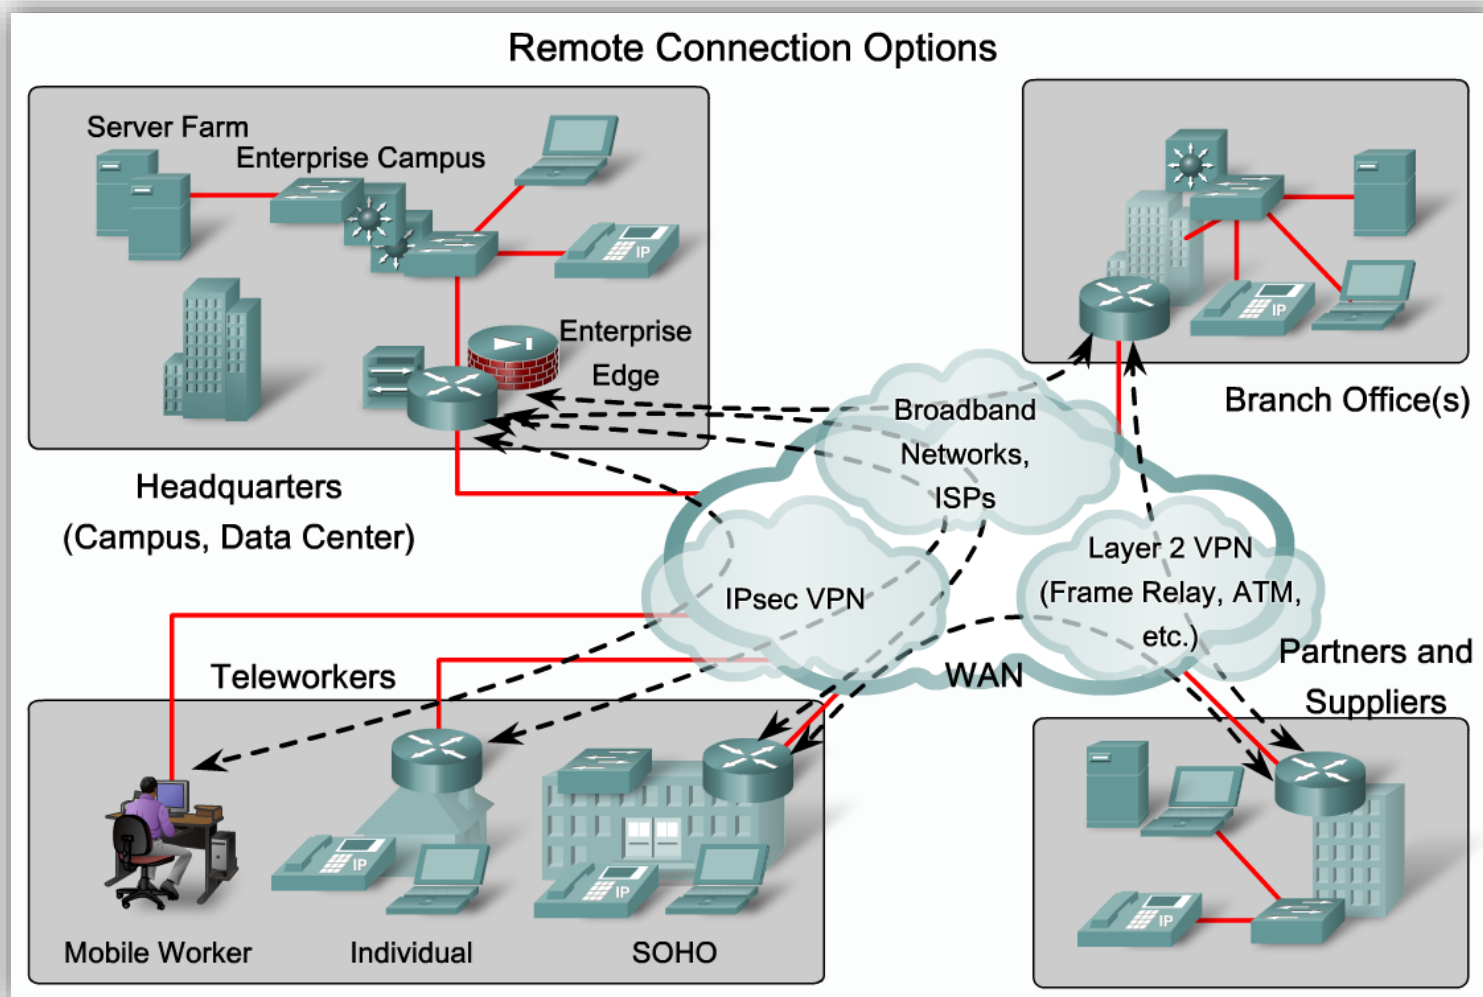 Remote Connection Options
Server Farm
Enterprise Campus
IP
Enterprise
Edge
Headquarters
(Campus, Data Center)
IP
Branch Office(s)
Broadband
Networks,
ISPs
IPsec VPN
Layer 2 VPN
(Frame Relay, ATM,
etc.)
WAN
Teleworkers
IP
IP
Mobile Worker
Individual
SOHO
Partners and
Suppliers
IP